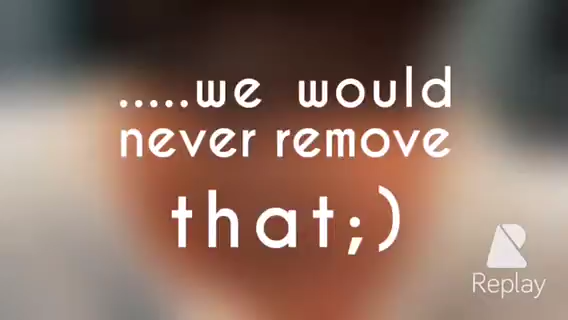 .....we would
never remove
that;)
Replay